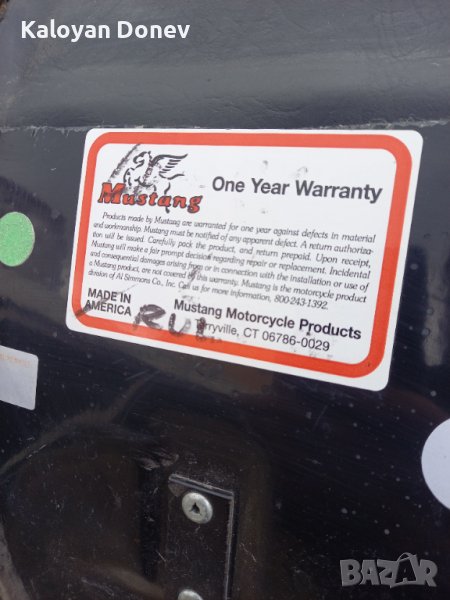 Kaloyan Donev
Mustang
One Year Warranty
Products made by Mustang are warranted for one year against defects in material
and workmanship. Mustang must be notified of any apparent defect. A return authoriza-
tion will be issued. Carefully pack the product, and return prepaid. Upon receipt,
Mustang will make a fair prompt decision regarding repair or replacement. Incidental
and consequential damages arising from or in connection with the installation or use of
a Mustang product, are not covered by this warranty. Mustang is the motorcycle product
division of Al Simmons Co., Inc. Call us for more information, 800-243-1392.
MADE IN
AMERICA
Mustang Motorcycle Products
rryville, CT 06786-0029
BAZAR